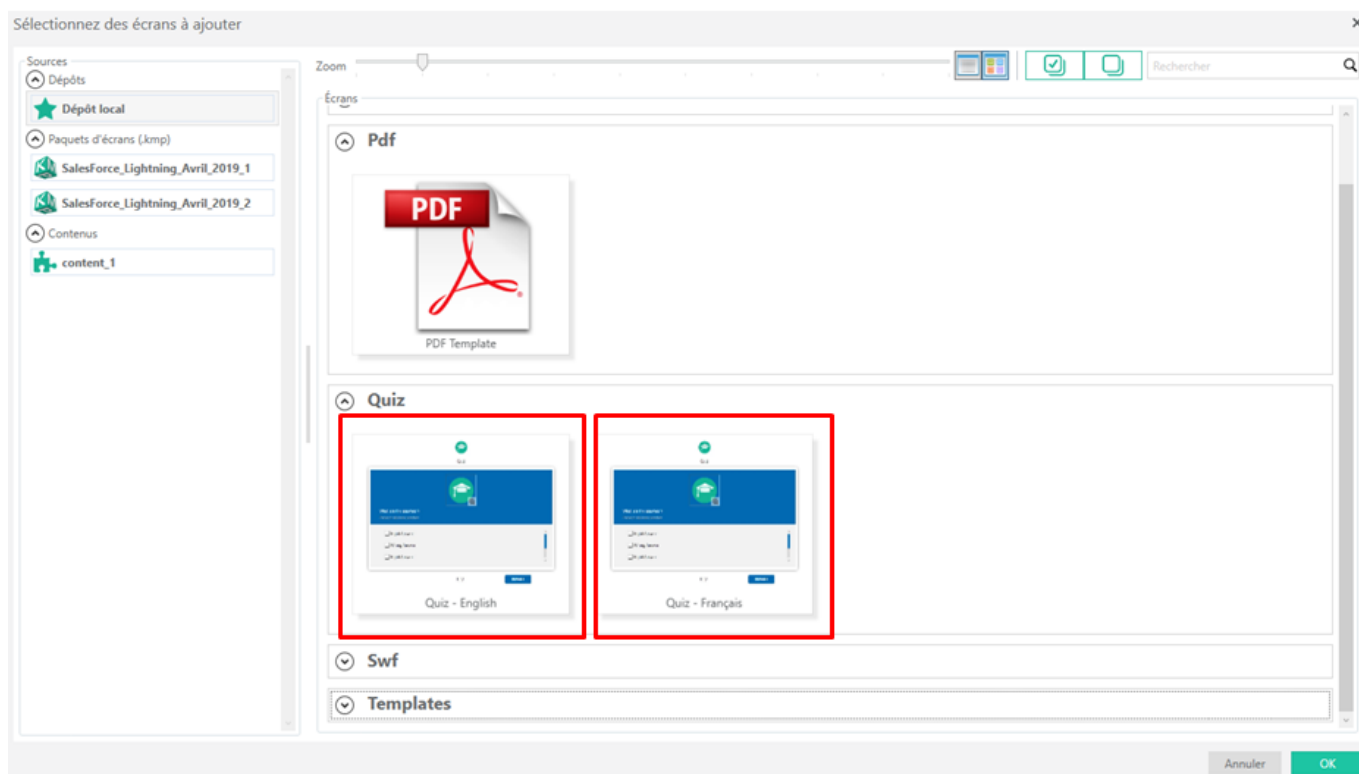 Sélectionnez des écrans à ajouter
Sources
Dépôts
Dépôt local
Paquets d'écrans (.kmp)
SalesForce_Lightning_Avril_2019_1
SalesForce_Lightning_Avril_2019_2
Contenus
content_1
Zoom
Rechercher
Écrans
Pdf
PDF
PDF Template
Quiz
Quiz - English
Quiz - Français
Swf
Templates
Annuler
OK